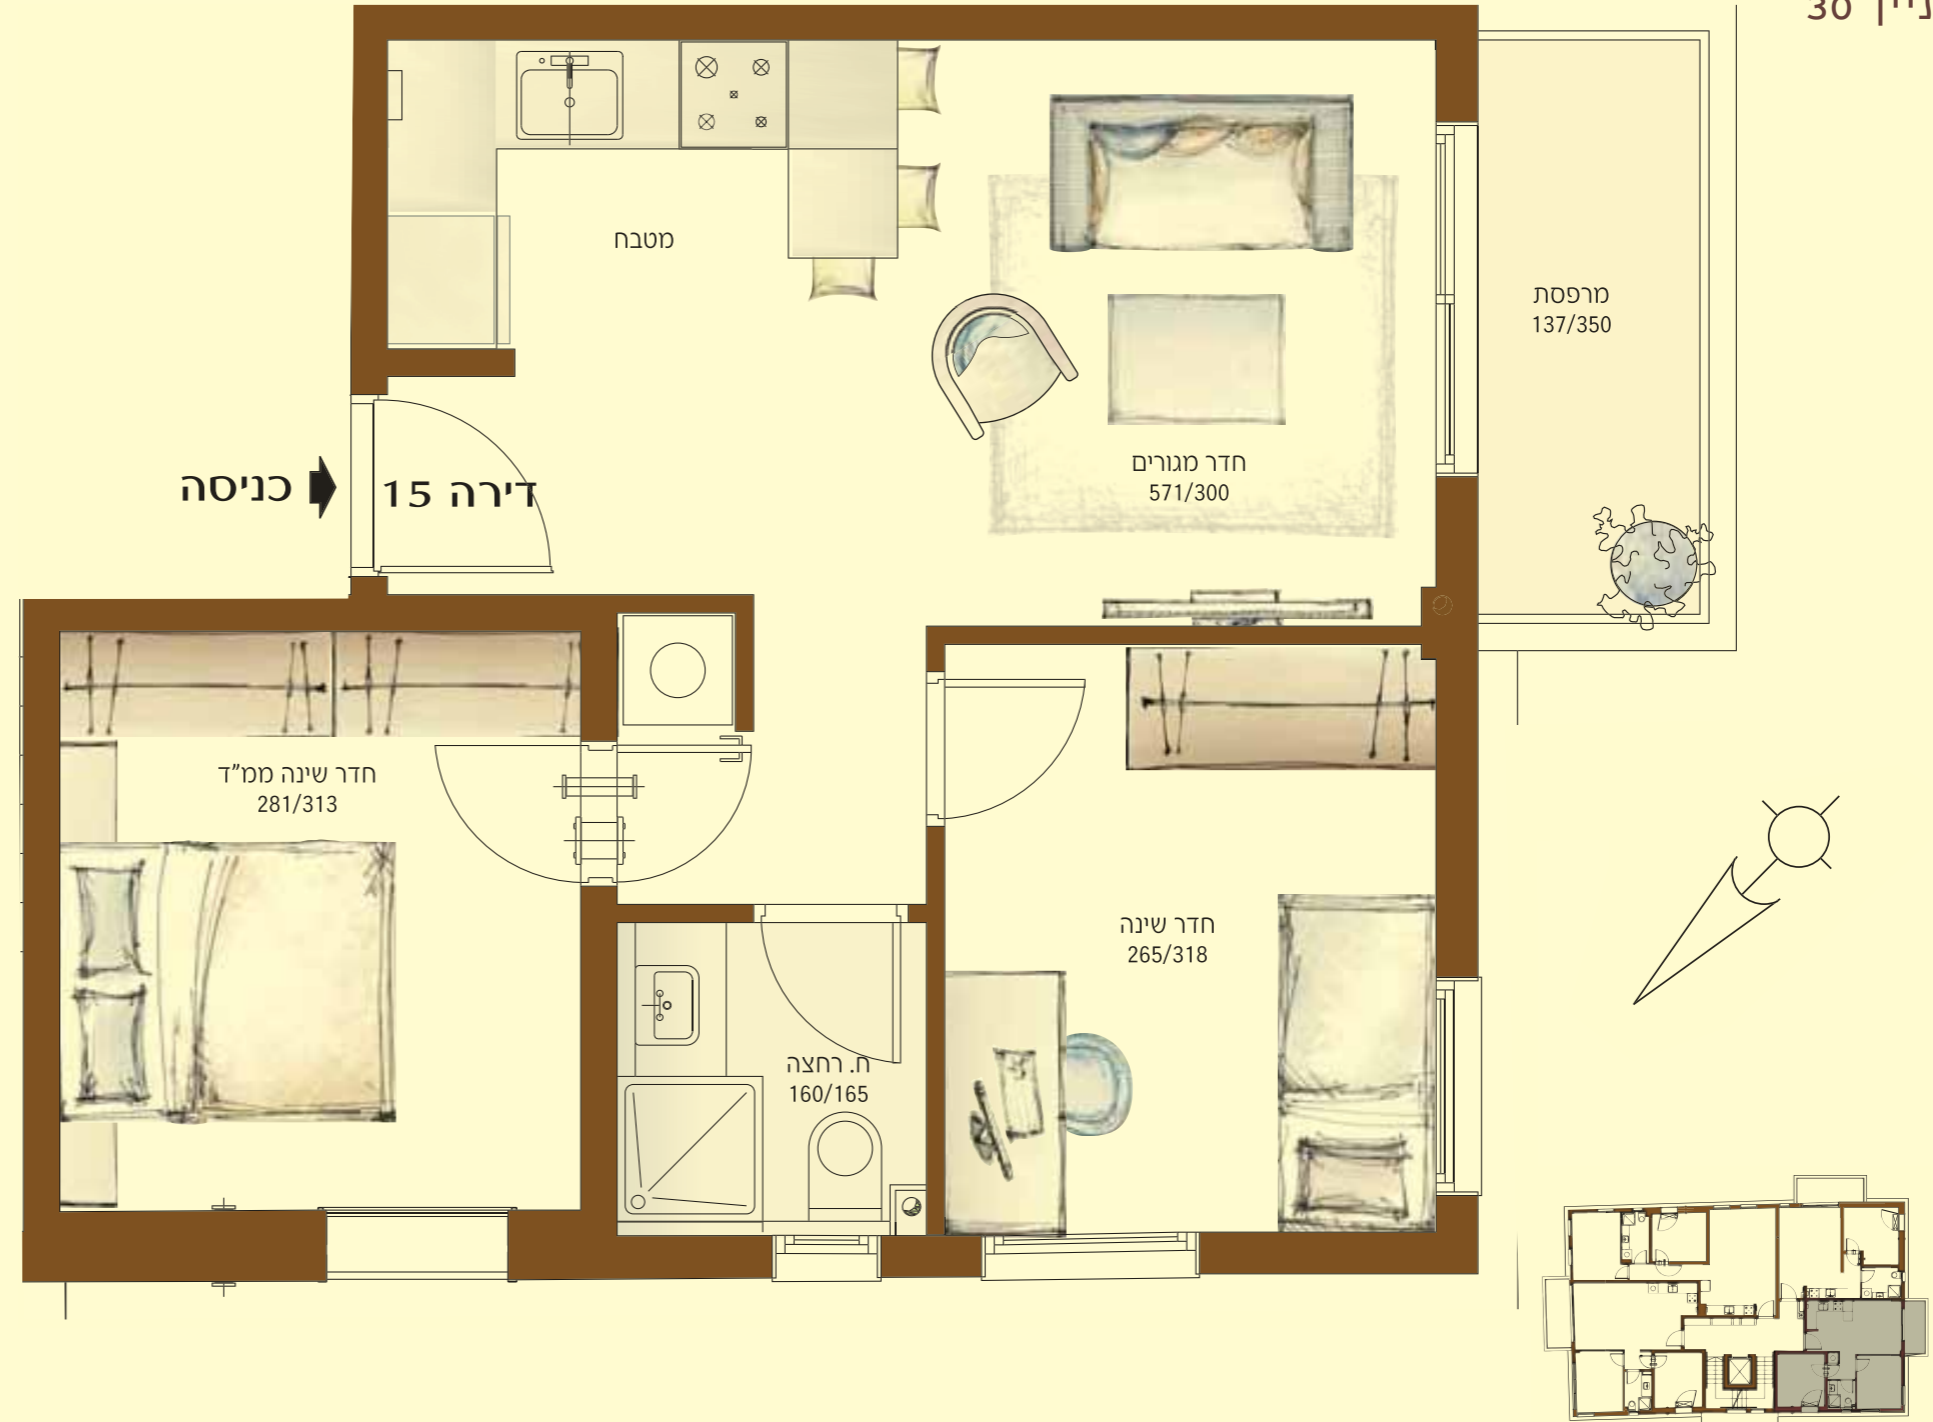 30
מטבח
מרפסת
137/350
חדר מגורים
571/300
כניסה
דירה 15
חדר שינה ממ"ד
281/313
חדר שינה
265/318
ח. רחצה
160/165